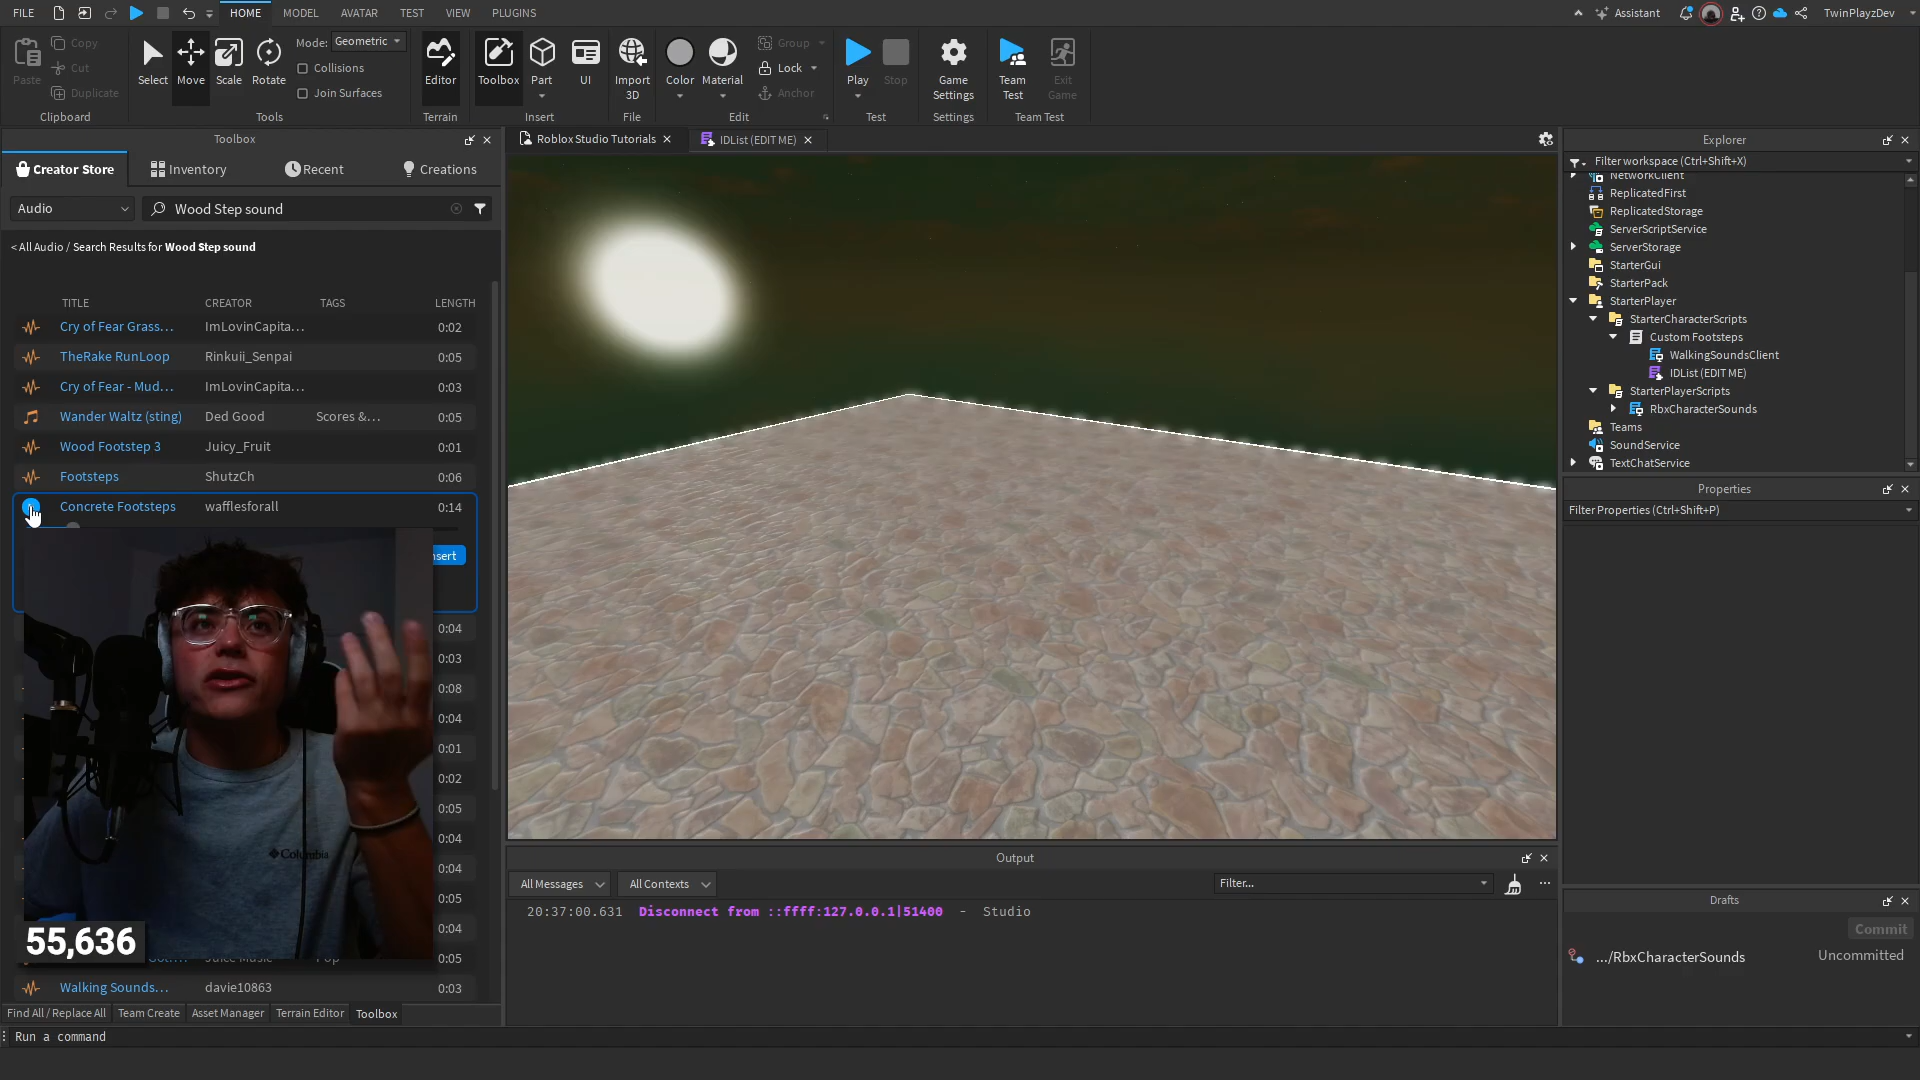 FILE HOME MODEL AVATAR TEST VIEW PLUGINS Assistant TwinPlayzDev
Paste Copy Cut Duplicate Clipboard
Select Move Scale Rotate Mode: Geometric Collisions Join Surfaces Tools
Editor Terrain
Toolbox Part UI Insert
Import 3D File
Color Material Group Lock Anchor Edit
Play Stop Test
Game Settings Settings
Team Test Exit Game Team Test
Toolbox
Creator Store Inventory Recent Creations
Audio Wood Step sound
< All Audio / Search Results for Wood Step sound
TITLE CREATOR TAGS LENGTH
Cry of Fear Grass... ImLovinCapita... 0:02
TheRake RunLoop Rinkuii_Senpai 0:05
Cry of Fear - Mud... ImLovinCapita... 0:03
Wander Waltz (sting) Ded Good Scores &... 0:05
Wood Footstep 3 Juicy_Fruit 0:01
Footsteps ShutzCh 0:06
Concrete Footsteps wafflesforall 0:14
0:04
0:03
0:08
0:04
0:01
0:02
0:05
0:04
0:04
0:05
0:04
0:05
Columbia
55,636
Walking Sounds... davie10863 0:03
Find All / Replace All Team Create Asset Manager Terrain Editor Toolbox
Run a command
Roblox Studio Tutorials IDList (EDIT ME)
Output
All Messages All Contexts Filter...
20:37:00.631 Disconnect from ::ffff:127.0.0.1|51400 - Studio
Explorer
Filter workspace (Ctrl+Shift+X)
NetworkClient
ReplicatedFirst
ReplicatedStorage
ServerScriptService
ServerStorage
StarterGui
StarterPack
StarterPlayer
StarterCharacterScripts
Custom Footsteps
WalkingSoundsClient
IDList (EDIT ME)
StarterPlayerScripts
RbxCharacterSounds
Teams
SoundService
TextChatService
Properties
Filter Properties (Ctrl+Shift+P)
Drafts
Commit
.../RbxCharacterSounds Uncommitted